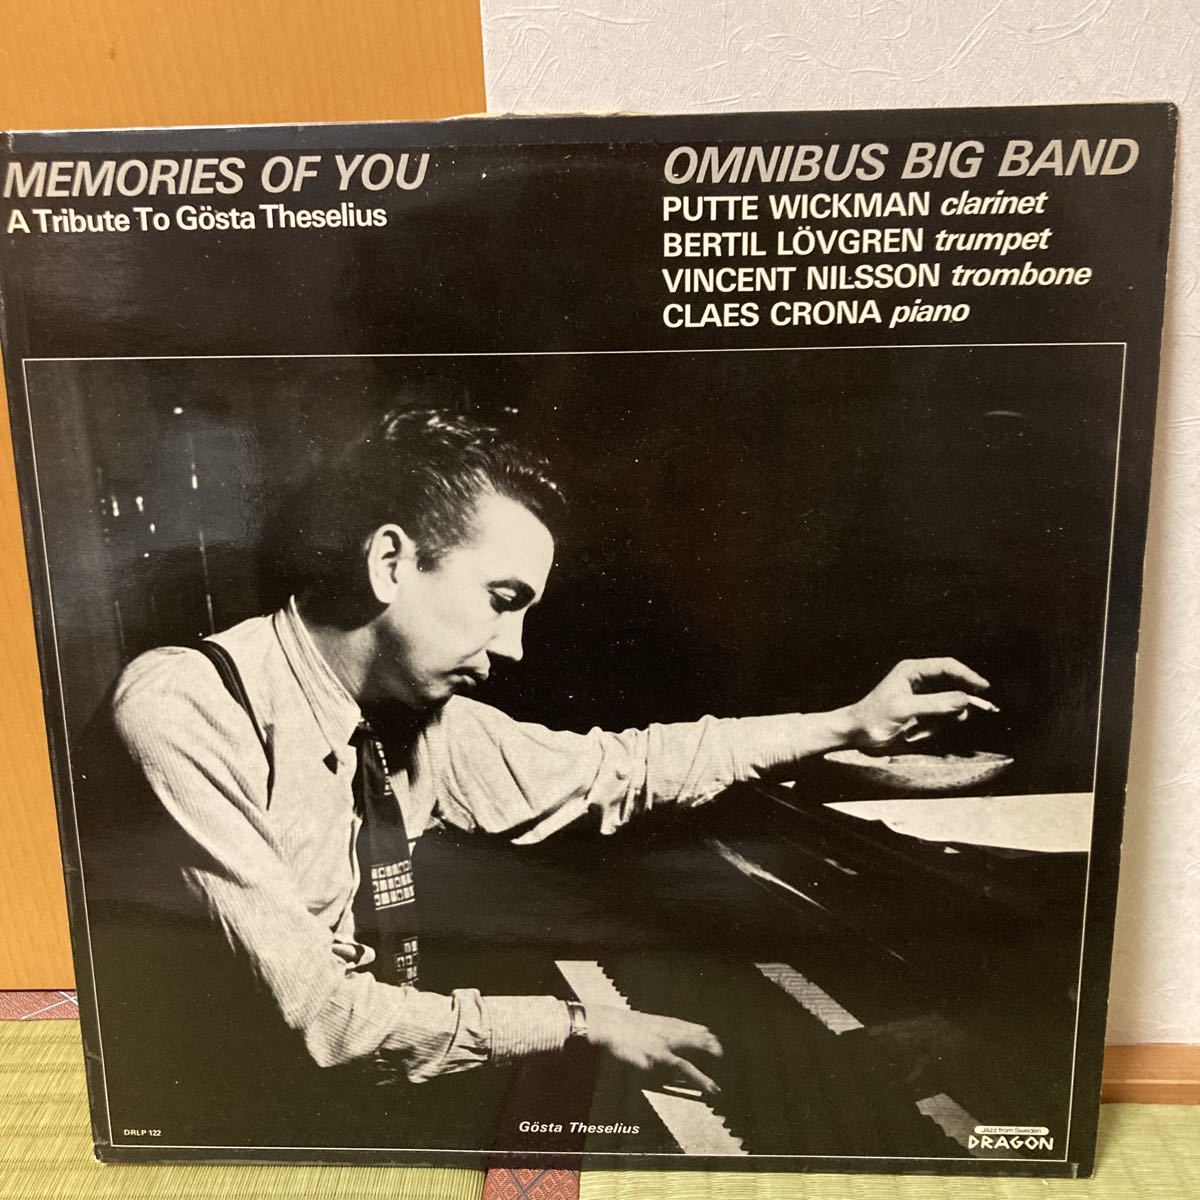 MEMORIES OF YOU
A Tribute To Gösta Theselius
OMNIBUS BIG BAND
PUTTE WICKMAN clarinet
BERTIL LÖVGREN trumpet
VINCENT NILSSON trombone
CLAES CRONA piano
DRLP 122
Gösta Theselius
Jazz from Sweden
DRAGON